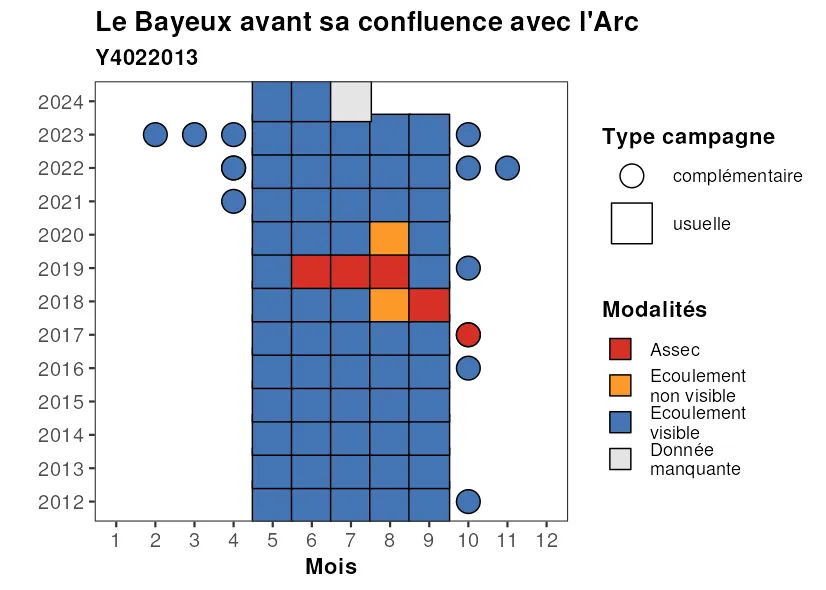 Le Bayeux avant sa confluence avec l'Arc
Y4022013
2024
2023
2022
2021
2020
2019
2018
2017
2016
2015
2014
2013
2012
1 2 3 4 5 6 7 8 9 10 11 12
Mois
Type campagne
complémentaire
usuelle
Modalités
Assec
Ecoulement
non visible
Ecoulement
visible
Donnée
manquante